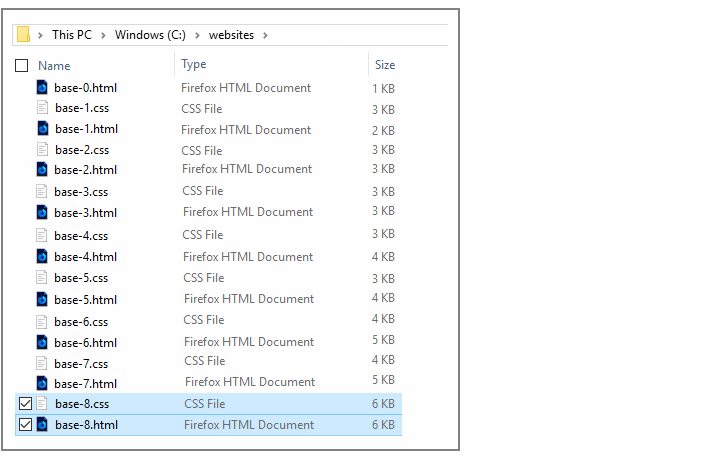 This PC > Windows (C:) > websites >
Name Type Size
base-0.html Firefox HTML Document 1 KB
base-1.css CSS File 3 KB
base-1.html Firefox HTML Document 2 KB
base-2.css CSS File 3 KB
base-2.html Firefox HTML Document 3 KB
base-3.css CSS File 3 KB
base-3.html Firefox HTML Document 3 KB
base-4.css CSS File 3 KB
base-4.html Firefox HTML Document 4 KB
base-5.css CSS File 3 KB
base-5.html Firefox HTML Document 4 KB
base-6.css CSS File 4 KB
base-6.html Firefox HTML Document 5 KB
base-7.css CSS File 4 KB
base-7.html Firefox HTML Document 5 KB
base-8.css CSS File 6 KB
base-8.html Firefox HTML Document 6 KB